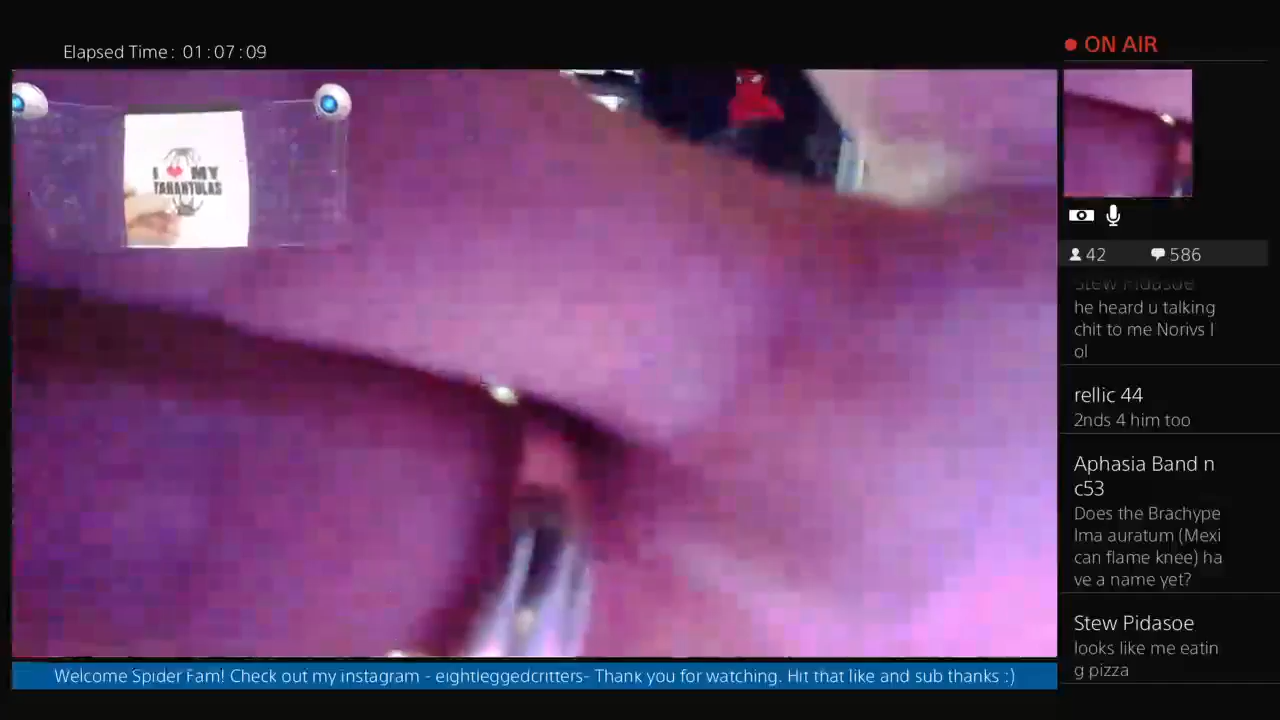 Elapsed Time: 01:07:09
ON AIR
I MY
TARANTULAS
42 586
Stew Pidasoe
he heard u talking
chit to me Norivs l
ol
rellic 44
2nds 4 him too
Aphasia Band n
c53
Does the Brachype
lma auratum (Mexi
can flame knee) ha
ve a name yet?
Stew Pidasoe
looks like me eatin
g pizza
Welcome Spider Fam! Check out my instagram - eightleggedcritters- Thank you for watching. Hit that like and sub thanks :)